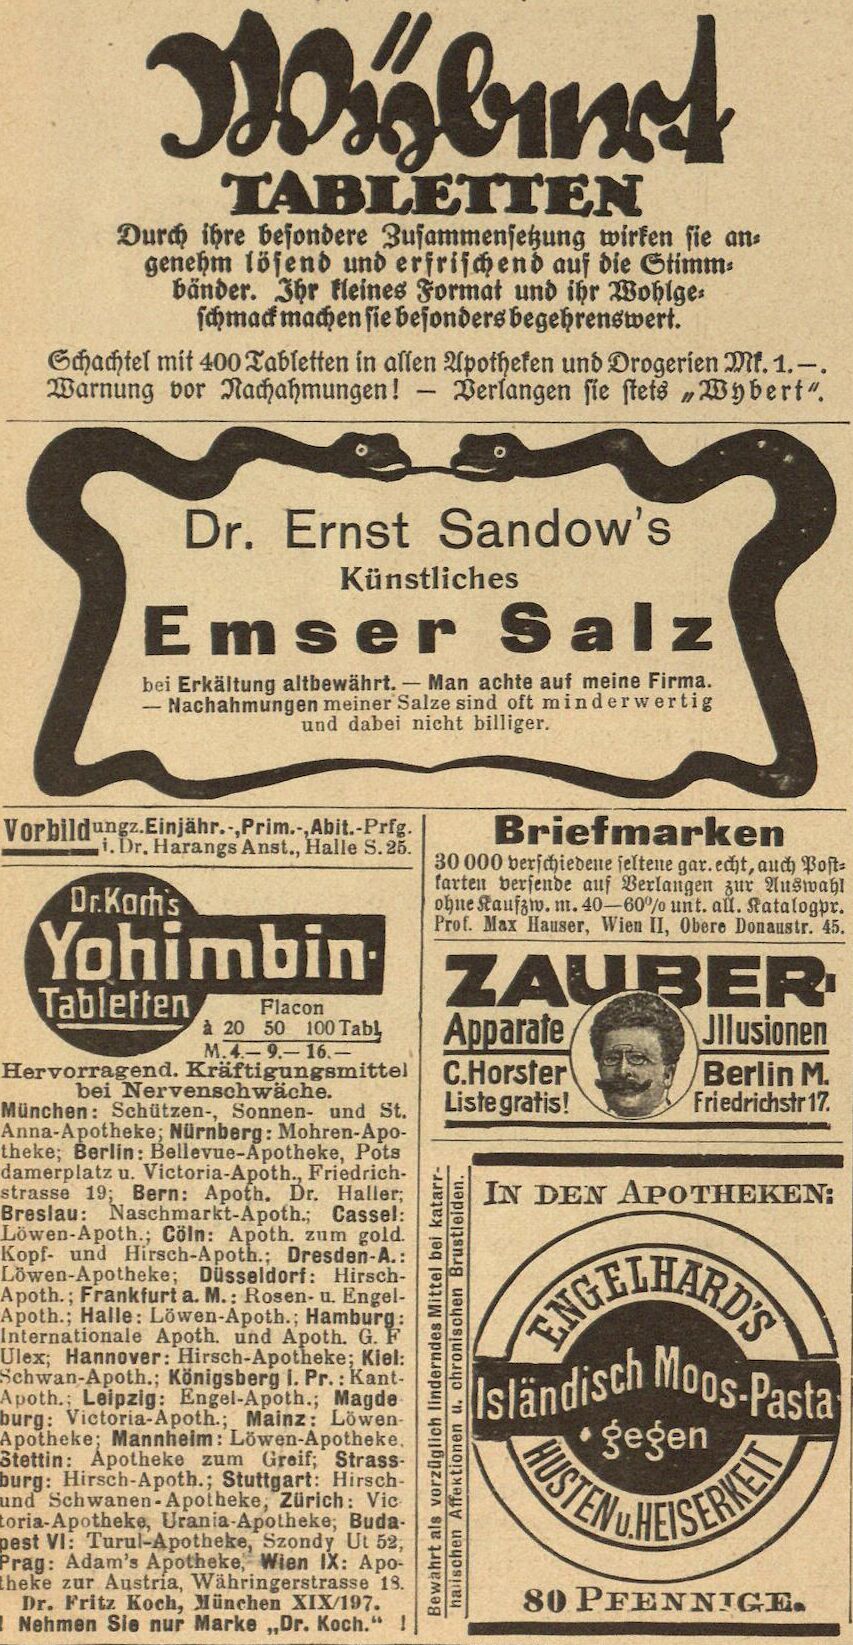 Wybert
TABLETTEN
Durch ihre besondere Zusammensetzung wirken sie an-
genehm lösend und erfrischend auf die Stimm-
bänder. Ihr kleines Format und ihr Wohlge-
schmack machen sie besonders begehrenswert.
Schachtel mit 400 Tabletten in allen Apotheken und Drogerien Mk. 1.—.
Warnung vor Nachahmungen! — Verlangen sie stets „Wybert“.
Dr. Ernst Sandow's
Künstliches
Emser Salz
bei Erkältung altbewährt. — Man achte auf meine Firma.
— Nachahmungen meiner Salze sind oft minderwertig
und dabei nicht billiger.
Vorbildung z. Einjähr.-, Prim.-, Abit.-Prfg.
i. Dr. Harangs Anst., Halle S. 25.
Dr. Koch's
Yohimbin-
Tabletten
Flacon
à 20 50 100 Tabl.
M. 4.— 9.— 16.—
Hervorragend. Kräftigungsmittel
bei Nervenschwäche.
München: Schützen-, Sonnen- und St.
Anna-Apotheke; Nürnberg: Mohren-Apo-
theke; Berlin: Bellevue-Apotheke, Pots
damerplatz u. Victoria-Apoth., Friedrich-
strasse 19; Bern: Apoth. Dr. Haller;
Breslau: Naschmarkt-Apoth.; Cassel:
Löwen-Apoth.; Cöln: Apoth. zum gold.
Kopf- und Hirsch-Apoth.; Dresden-A.:
Löwen-Apotheke; Düsseldorf: Hirsch-
Apoth.; Frankfurt a. M.: Rosen- u. Engel-
Apoth.; Halle: Löwen-Apoth.; Hamburg:
Internationale Apoth. und Apoth. G. F
Ulex; Hannover: Hirsch-Apotheke; Kiel:
Schwan-Apoth.; Königsberg i. Pr.: Kant-
Apoth.; Leipzig: Engel-Apoth.; Magde
burg: Victoria-Apoth.; Mainz: Löwen-
Apotheke; Mannheim: Löwen-Apotheke.
Stettin: Apotheke zum Greif; Strass-
burg: Hirsch-Apoth.; Stuttgart: Hirsch-
und Schwanen-Apotheke, Zürich: Vic
toria-Apotheke, Urania-Apotheke; Buda-
pest VI: Turul-Apotheke, Szondy Ut 52,
Prag: Adam's Apotheke, Wien IX: Apo-
theke zur Austria, Währingerstrasse 18.
Dr. Fritz Koch, München XIX/197.
! Nehmen Sie nur Marke „Dr. Koch.“ !
Briefmarken
30 000 verschiedene seltene gar. echt, auch Post-
karten versende auf Verlangen zur Auswahl
ohne Kaufzw. m. 40—60% unt. all. Katalogpr.
Prof. Max Hauser, Wien II, Obere Donaustr. 45.
ZAUBER-
Apparate Jllusionen
C. Horster Berlin M.
Liste gratis! Friedrichstr 17.
Bewährt als vorzüglich linderndes Mittel bei katarr-
halischen Affektionen u. chronischen Brustleiden.
IN DEN APOTHEKEN:
ENGELHARD'S
Isländisch Moos-Pasta
gegen
HUSTEN u. HEISERKEIT
80 PFENNIGE.